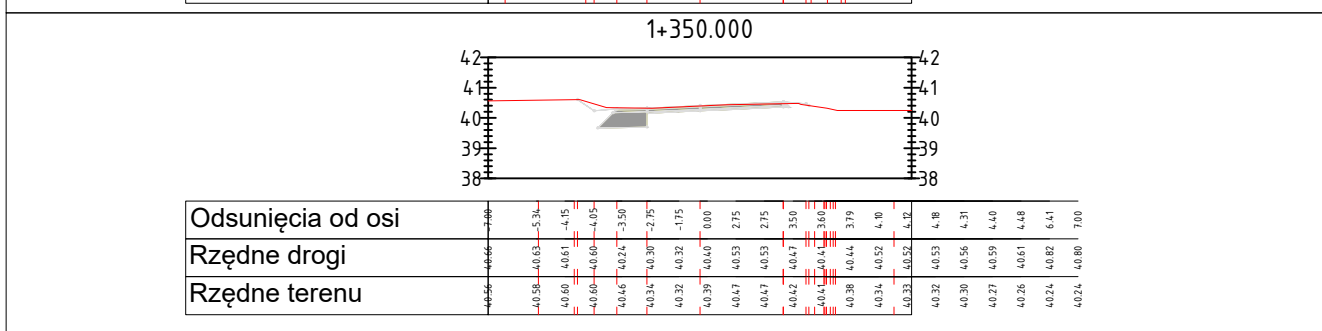 1+350.000
42 42
41 41
40 40
39 39
38 38
Odsunięcia od osi -7.00 -5.34 -4.15 -4.05 -3.50 -2.75 -1.75 0.00 2.75 2.75 3.50 3.60 3.79 4.10 4.12 4.18 4.31 4.40 4.48 6.41 7.00
Rzędne drogi 40.66 40.63 40.61 40.60 40.24 40.30 40.32 40.40 40.53 40.53 40.47 40.41 40.44 40.52 40.52 40.53 40.56 40.59 40.61 40.82 40.80
Rzędne terenu 40.56 40.58 40.60 40.60 40.46 40.34 40.32 40.39 40.47 40.47 40.42 40.41 40.38 40.34 40.33 40.32 40.30 40.27 40.26 40.24 40.24